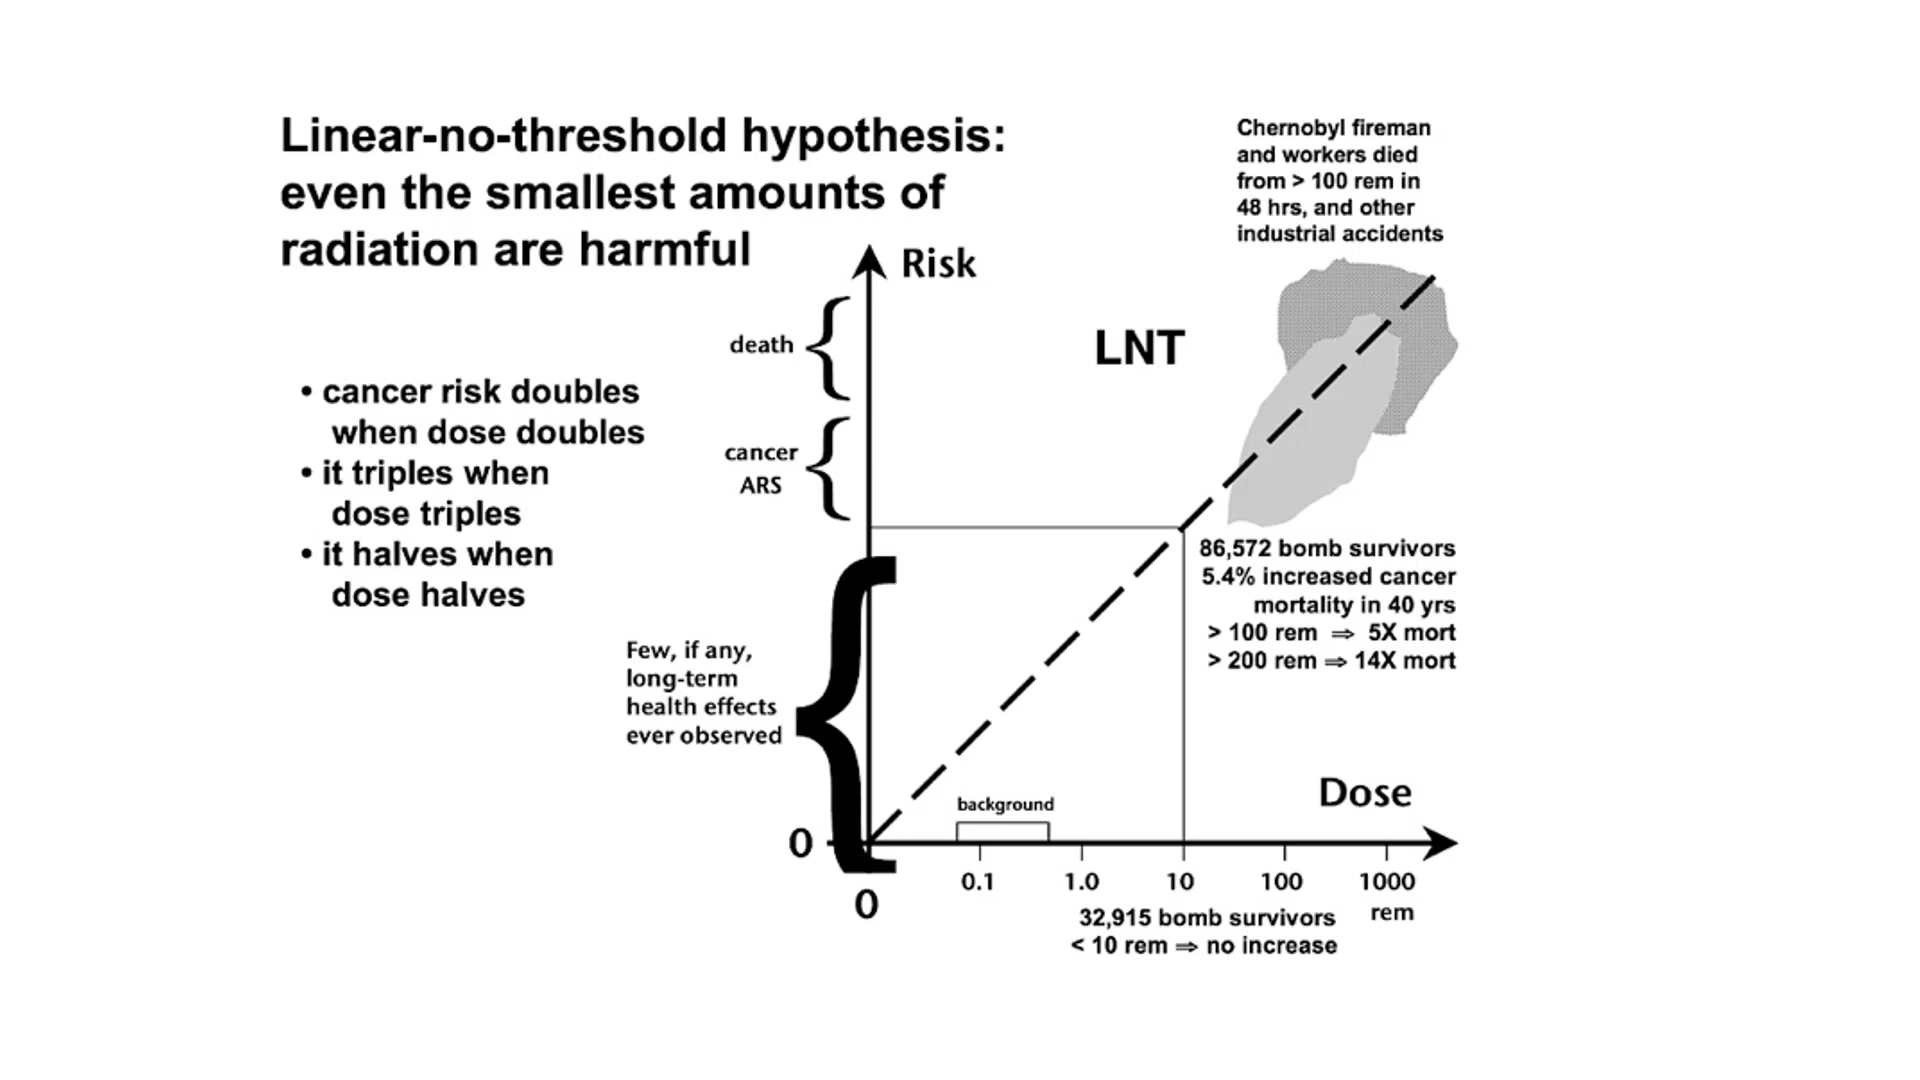 Linear-no-threshold hypothesis:
even the smallest amounts of
radiation are harmful
• cancer risk doubles
when dose doubles
• it triples when
dose triples
• it halves when
dose halves
Chernobyl fireman
and workers died
from > 100 rem in
48 hrs, and other
industrial accidents
Risk
LNT
death
cancer
ARS
Few, if any,
long-term
health effects
ever observed
86,572 bomb survivors
5.4% increased cancer
mortality in 40 yrs
> 100 rem ⇒ 5X mort
> 200 rem ⇒ 14X mort
Dose
background
0
0
0.1 1.0 10 100 1000
rem
32,915 bomb survivors
< 10 rem ⇒ no increase